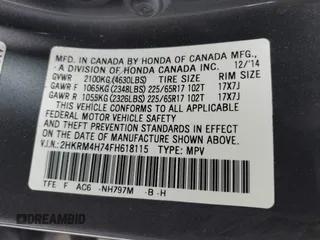 MFD. IN CANADA BY HONDA OF CANADA MFG.,
- A DIVISION OF HONDA CANADA INC. 12/14
GVWR 2100KG(4630LBS) TIRE SIZE RIM SIZE
GAWR F 1065KG(2348LBS) 225/65R17 102T 17X7J
GAWR R 1055KG(2326LBS) 225/65R17 102T 17X7J
THIS VEHICLE CONFORMS TO ALL APPLICABLE
FEDERAL MOTOR VEHICLE SAFETY STANDARDS IN
EFFECT ON THE DATE OF MANUFACTURE SHOWN ABOVE.
V.I.N.: 2HKRM4H74FH618115 TYPE: MPV
TFE F AC6 -NH797M -B -H
DREAMBID